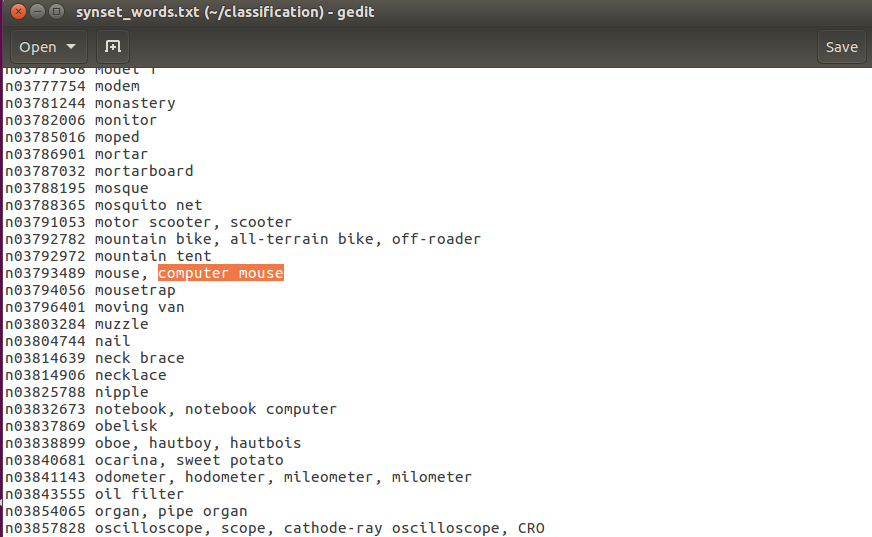 synset_words.txt (~/classification) - gedit
Open
Save
n03777568 model T
n03777754 modem
n03781244 monastery
n03782006 monitor
n03785016 moped
n03786901 mortar
n03787032 mortarboard
n03788195 mosque
n03788365 mosquito net
n03791053 motor scooter, scooter
n03792782 mountain bike, all-terrain bike, off-roader
n03792972 mountain tent
n03793489 mouse, computer mouse
n03794056 mousetrap
n03796401 moving van
n03803284 muzzle
n03804744 nail
n03814639 neck brace
n03814906 necklace
n03825788 nipple
n03832673 notebook, notebook computer
n03837869 obelisk
n03838899 oboe, hautboy, hautbois
n03840681 ocarina, sweet potato
n03841143 odometer, hodometer, mileometer, milometer
n03843555 oil filter
n03854065 organ, pipe organ
n03857828 oscilloscope, scope, cathode-ray oscilloscope, CRO